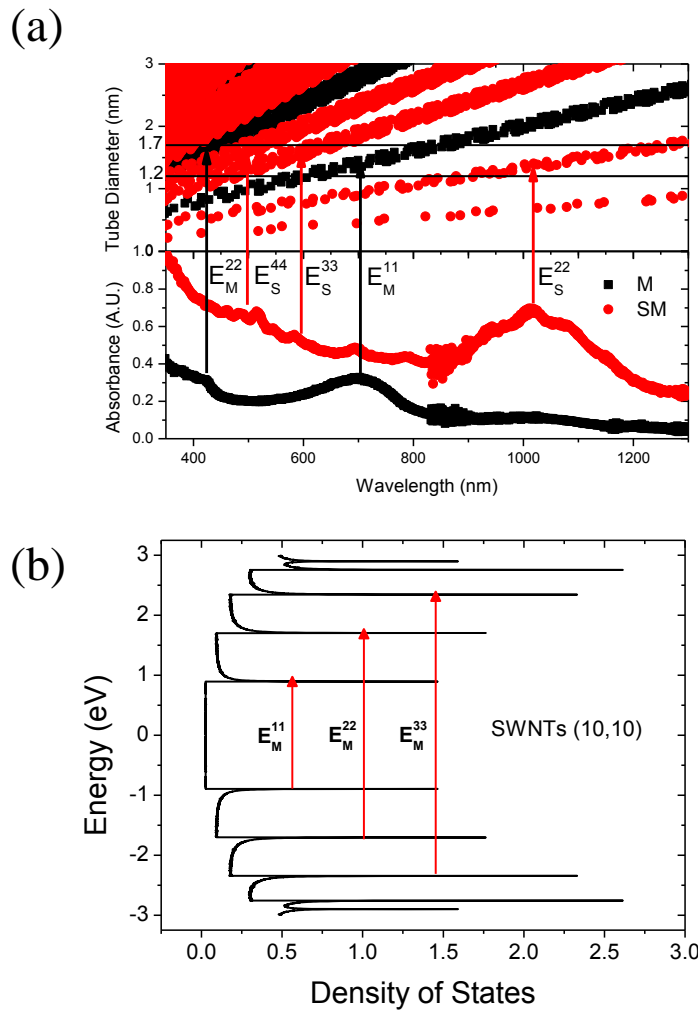 (a)
3
2
1.7
1.2
1.0
Tube Diameter (nm)
E_M^22 E_S^44 E_S^33 E_M^11 E_S^22
M
SM
0.8
0.6
0.4
0.2
0.0
Absorbance (A.U.)
400 600 800 1000 1200
Wavelength (nm)
(b)
3
2
1
0
-1
-2
-3
Energy (eV)
E_M^11 E_M^22 E_M^33
SWNTs (10,10)
0.0 0.5 1.0 1.5 2.0 2.5 3.0
Density of States